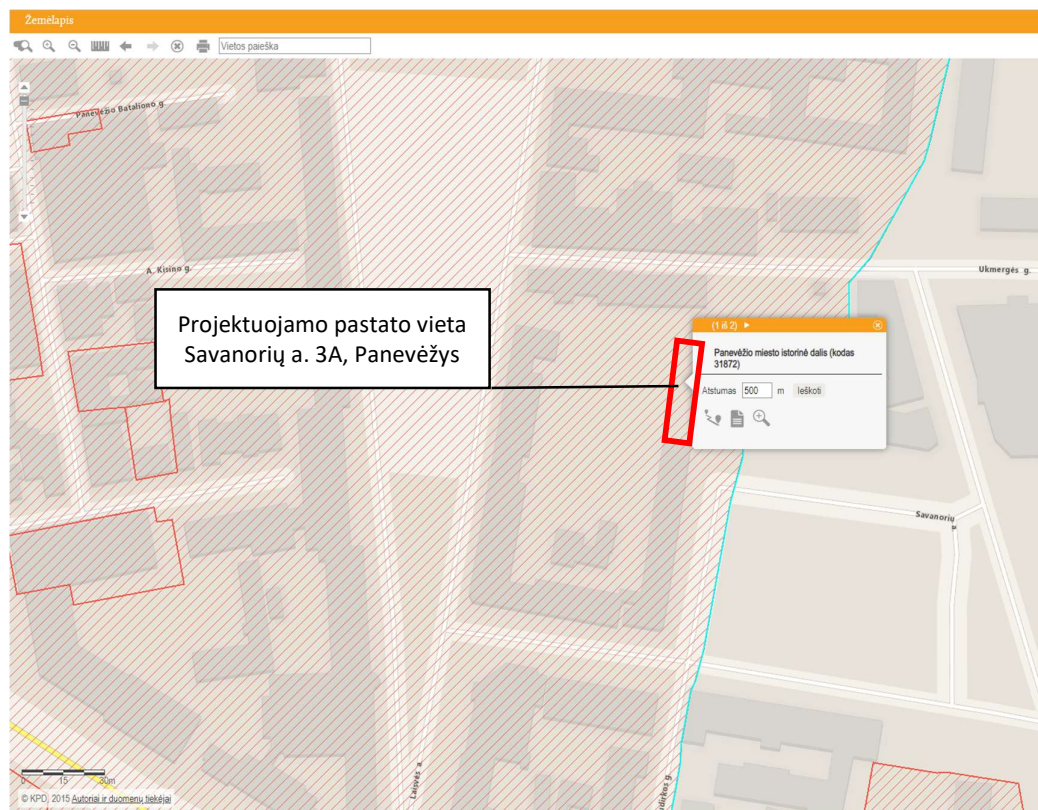 Žemėlapis
Vietos paieška
Panevėžio Bataliono g.
A. Kisino g.
Ukmergės g.
Projektuojamo pastato vieta
Savanorių a. 3A, Panevėžys
(1 iš 2)
Panevėžio miesto istorinė dalis (kodas
31872)
Atstumas 500 m Ieškoti
Savanorių
a.
Laisvės a.
0 15 30m
© KPD, 2015 Autoriai ir duomenų tiekėjai